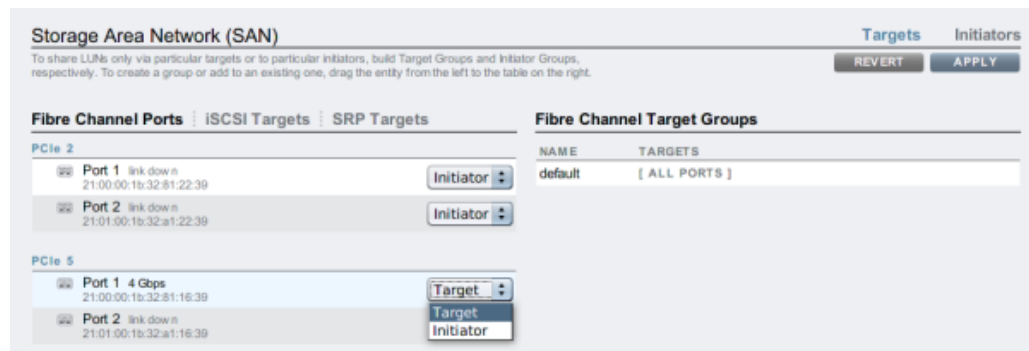 Storage Area Network (SAN)
Targets Initiators
To share LUNs only via particular targets or to particular initiators, build Target Groups and Initiator Groups,
respectively. To create a group or add to an existing one, drag the entity from the left to the table on the right.
REVERT APPLY
Fibre Channel Ports iSCSI Targets SRP Targets
PCIe 2
Port 1 link down
21:00:00:1b:32:81:22:39
Initiator
Port 2 link down
21:01:00:1b:32:a1:22:39
Initiator
PCIe 5
Port 1 4 Gbps
21:00:00:1b:32:81:16:39
Target
Target
Initiator
Port 2 link down
21:01:00:1b:32:a1:16:39
Fibre Channel Target Groups
NAME TARGETS
default [ ALL PORTS ]